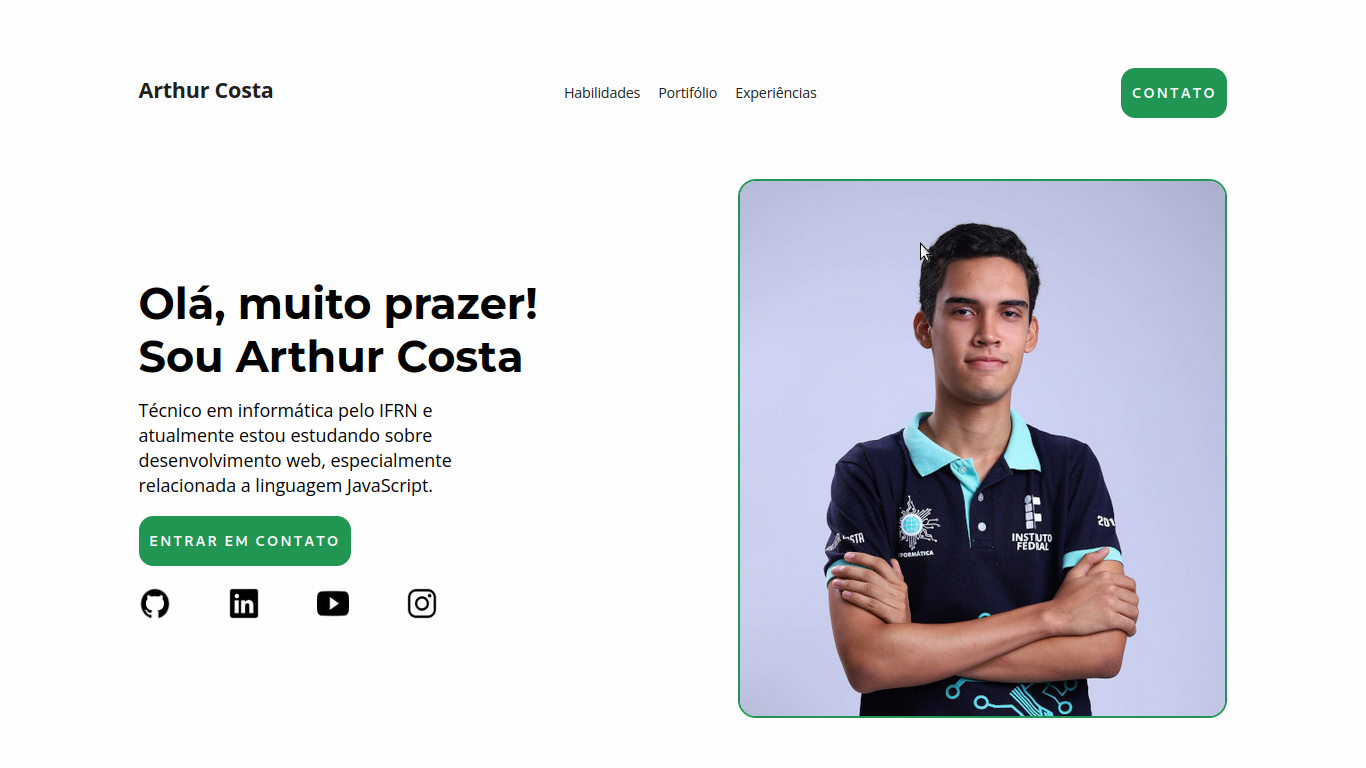 Arthur Costa
Habilidades Portifólio Experiências
CONTATO
Olá, muito prazer!
Sou Arthur Costa
Técnico em informática pelo IFRN e
atualmente estou estudando sobre
desenvolvimento web, especialmente
relacionada a linguagem JavaScript.
ENTRAR EM CONTATO
in
INSTITUTO
FEDERAL